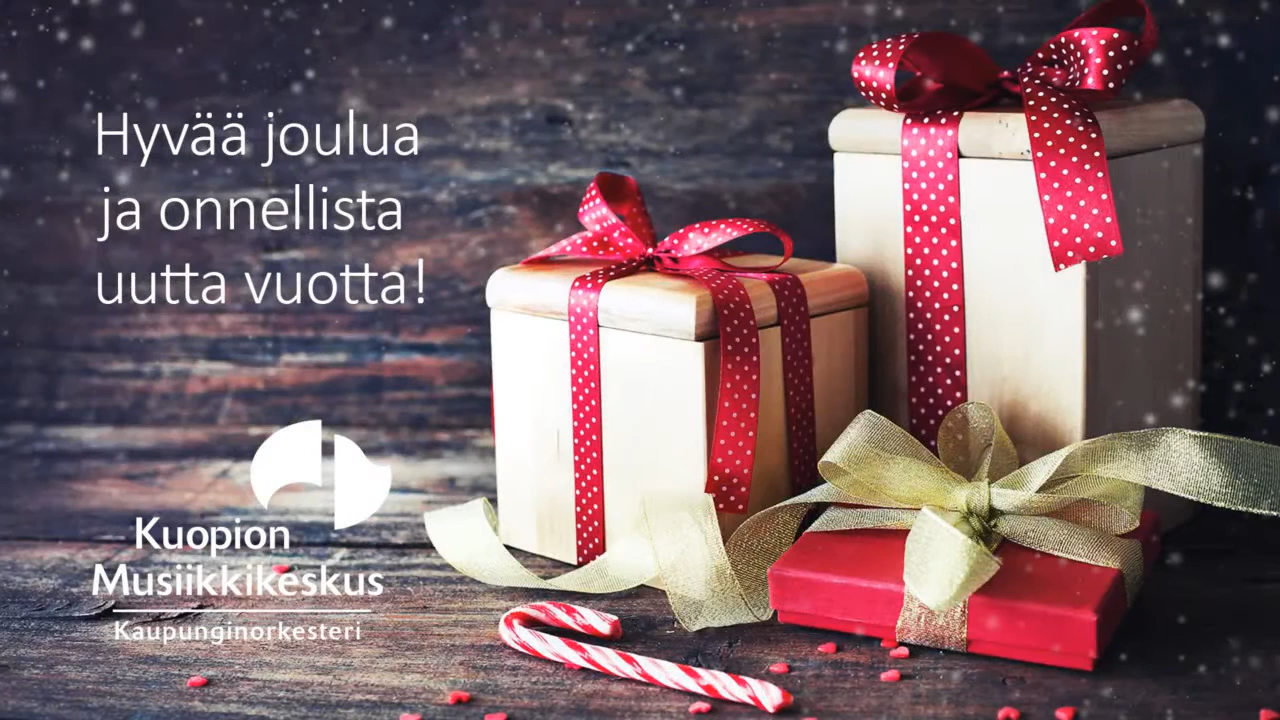 Hyvää joulua
ja onnellista
uutta vuotta!
Kuopion
Musiikkikeskus
Kaupunginorkesteri